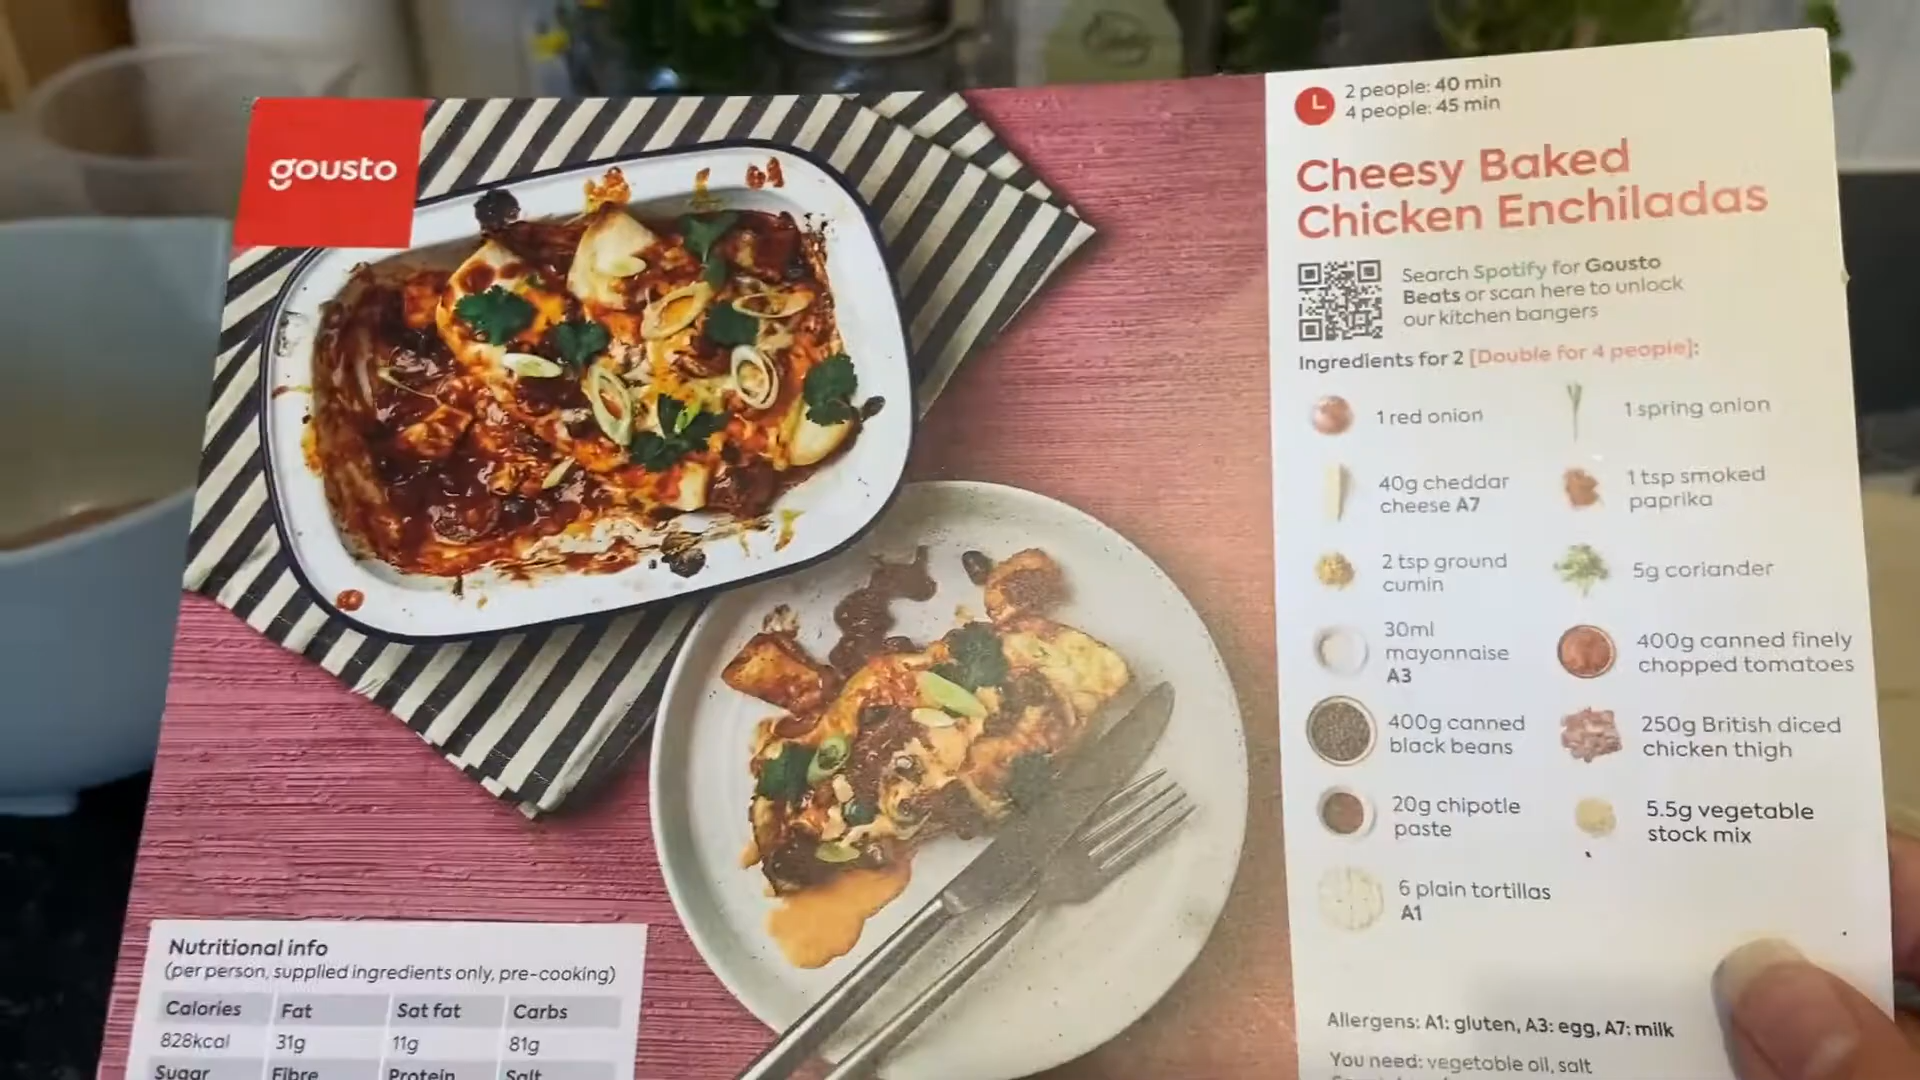 gousto
2 people: 40 min
4 people: 45 min
Cheesy Baked
Chicken Enchiladas
Search Spotify for Gousto
Beats or scan here to unlock
our kitchen bangers
Ingredients for 2 [Double for 4 people]:
1 red onion
1 spring onion
40g cheddar
cheese A7
1 tsp smoked
paprika
2 tsp ground
cumin
5g coriander
30ml
mayonnaise
A3
400g canned finely
chopped tomatoes
400g canned
black beans
250g British diced
chicken thigh
20g chipotle
paste
5.5g vegetable
stock mix
6 plain tortillas
A1
Allergens: A1: gluten, A3: egg, A7: milk
You need: vegetable oil, salt
Nutritional info
(per person, supplied ingredients only, pre-cooking)
Calories Fat Sat fat Carbs
828kcal 31g 11g 81g
Sugar Fibre Protein Salt